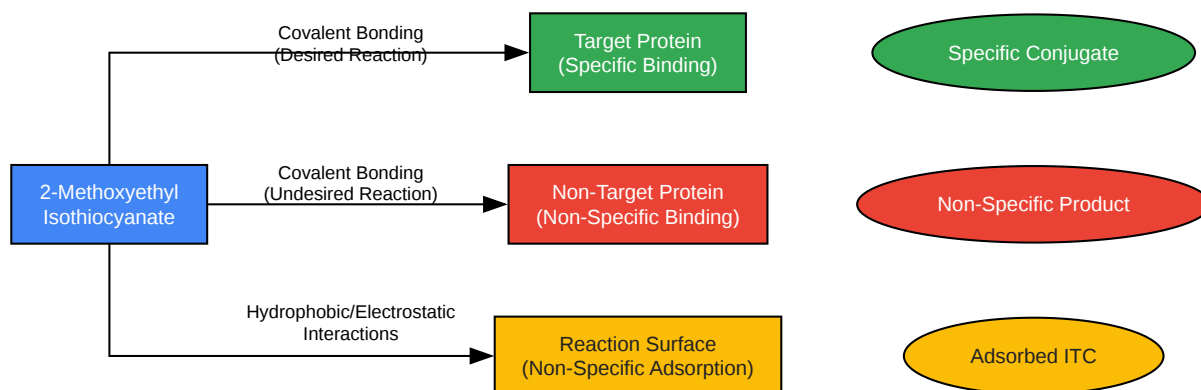 Covalent Bonding
(Desired Reaction)
Target Protein
(Specific Binding)
Specific Conjugate
2-Methoxyethyl
Isothiocyanate
Covalent Bonding
(Undesired Reaction)
Non-Target Protein
(Non-Specific Binding)
Non-Specific Product
Hydrophobic/Electrostatic
Interactions
Reaction Surface
(Non-Specific Adsorption)
Adsorbed ITC